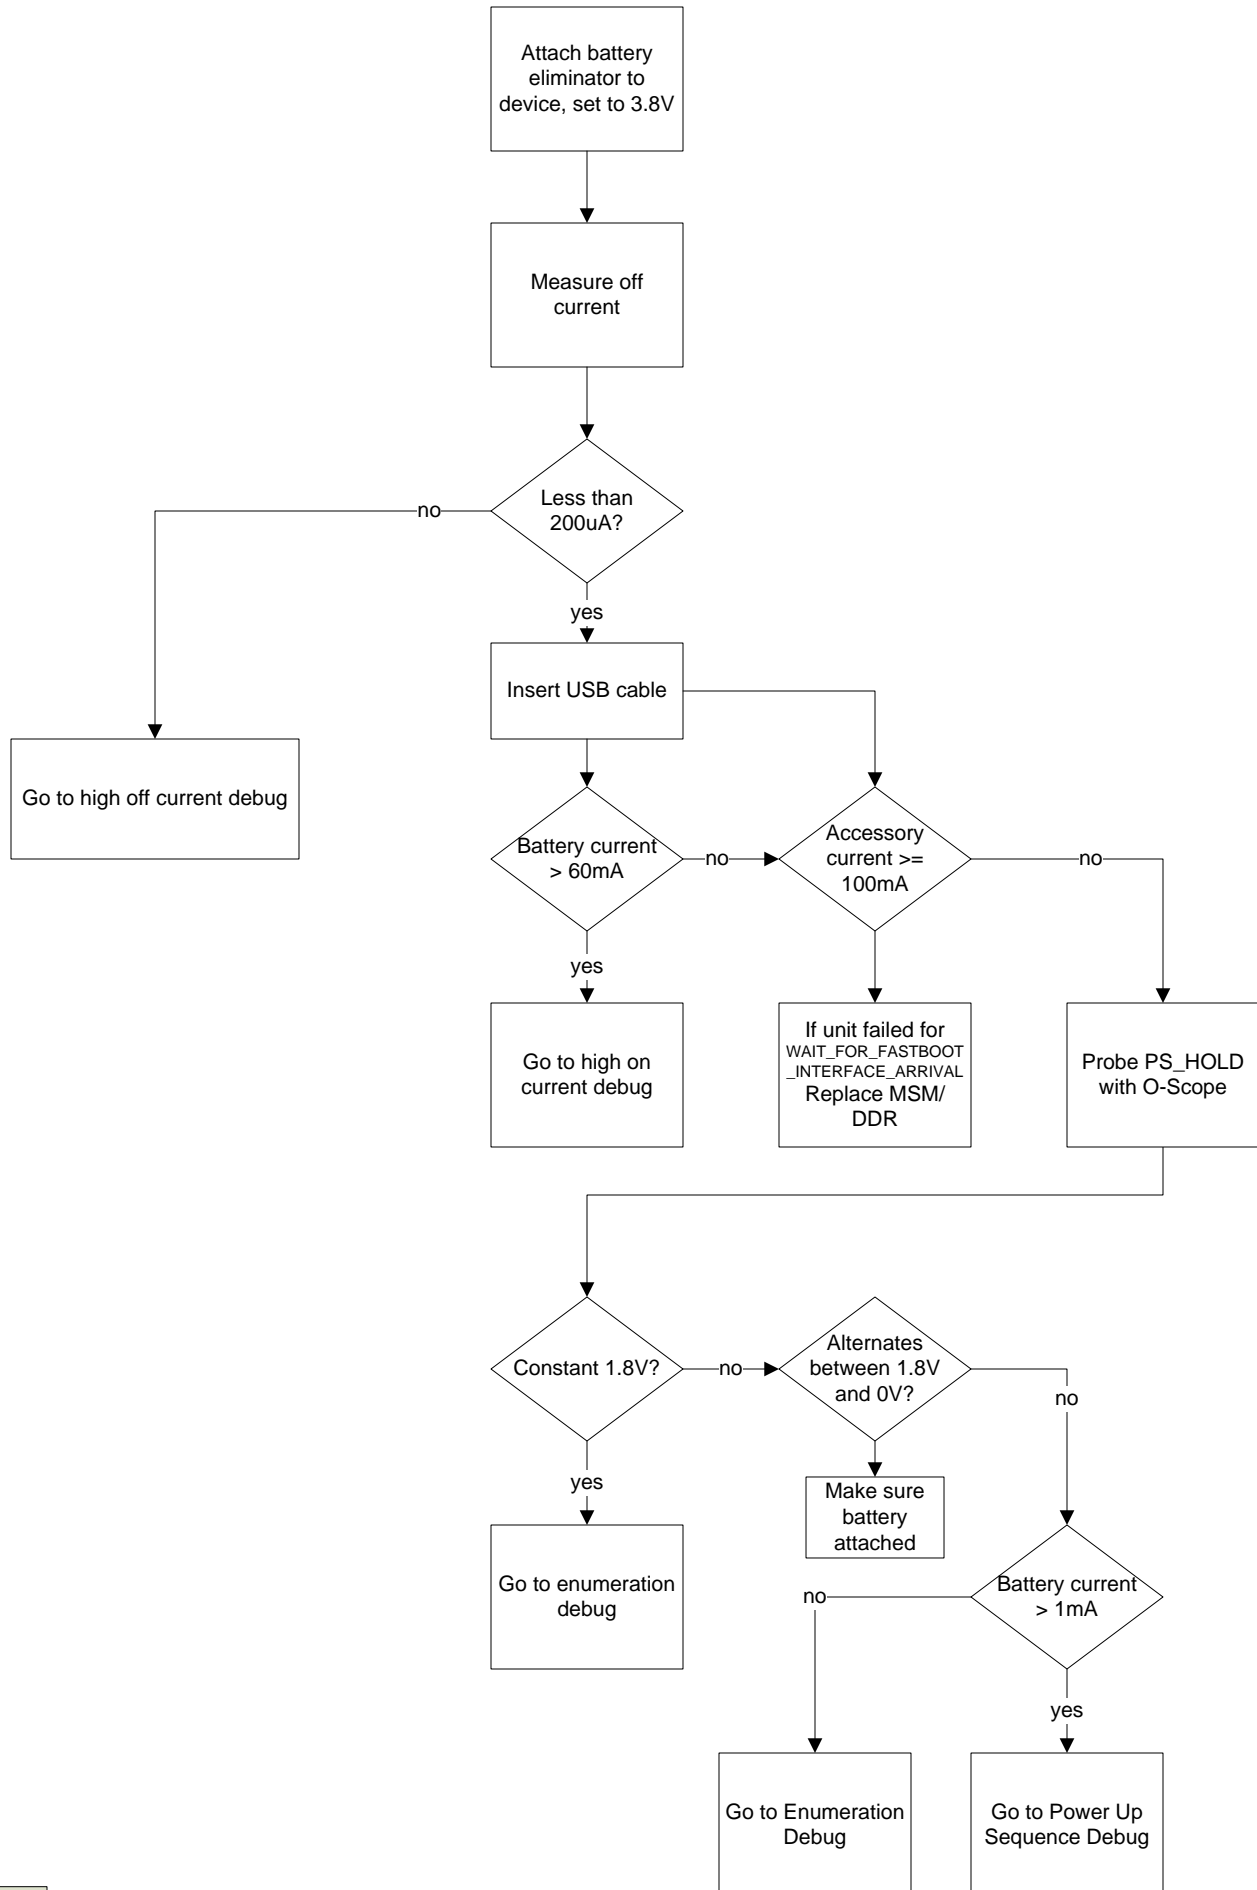 Attach battery
eliminator to
device, set to 3.8V
Measure off
current
Less than
200uA?
no
yes
Insert USB cable
Go to high off current debug
Battery current
> 60mA
no
Accessory
current >=
100mA
no
yes
Go to high on
current debug
If unit failed for
WAIT_FOR_FASTBOOT
_INTERFACE_ARRIVAL
Replace MSM/
DDR
Probe PS_HOLD
with O-Scope
Constant 1.8V?
no
Alternates
between 1.8V
and 0V?
no
yes
Make sure
battery
attached
Go to enumeration
debug
Battery current
> 1mA
no
yes
Go to Enumeration
Debug
Go to Power Up
Sequence Debug